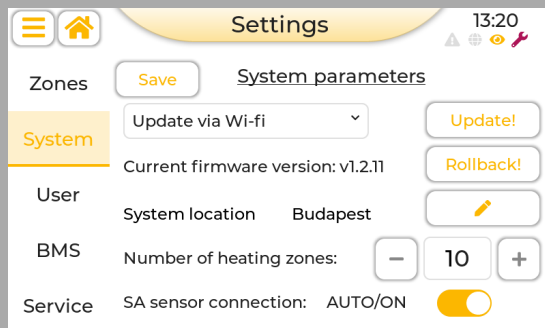 Settings
13:20
Zones
System
User
BMS
Service
Save
System parameters
Update via Wi-fi
Update!
Current firmware version: v1.2.11
Rollback!
System location Budapest
Number of heating zones: − 10 +
SA sensor connection: AUTO/ON